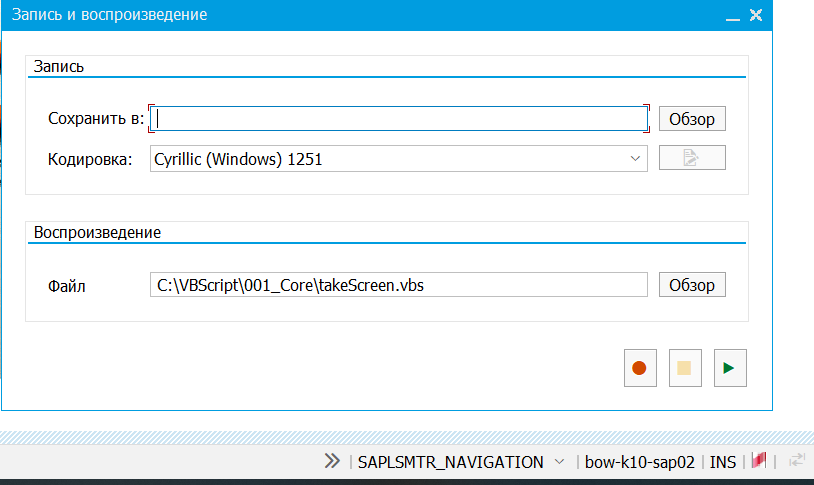 Запись и воспроизведение
Запись
Сохранить в:
Обзор
Кодировка: Cyrillic (Windows) 1251
Воспроизведение
Файл C:\VBScript\001_Core\takeScreen.vbs Обзор
SAPLSMTR_NAVIGATION bow-k10-sap02 INS